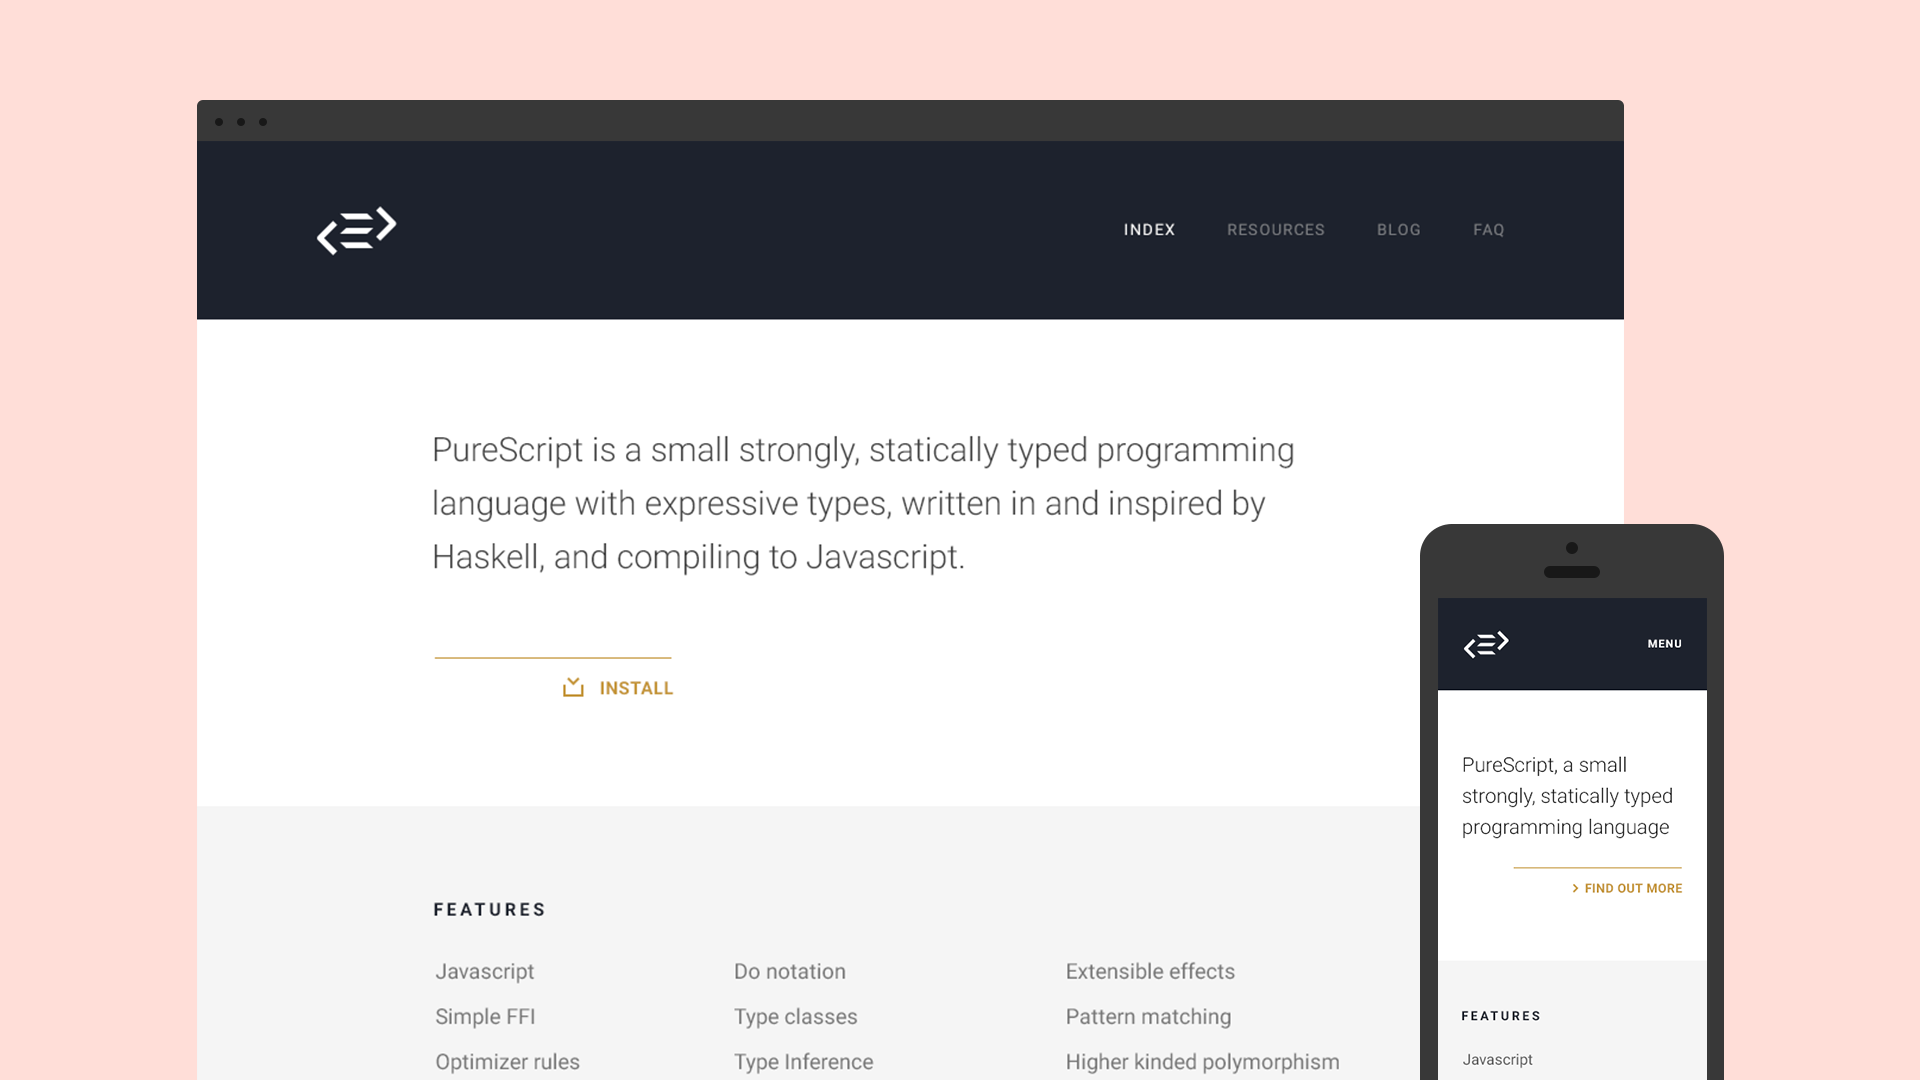 INDEX RESOURCES BLOG FAQ
PureScript is a small strongly, statically typed programming
language with expressive types, written in and inspired by
Haskell, and compiling to Javascript.
INSTALL
FEATURES
Javascript Do notation Extensible effects
Simple FFI Type classes Pattern matching
Optimizer rules Type Inference Higher kinded polymorphism
MENU
PureScript, a small
strongly, statically typed
programming language
FIND OUT MORE
FEATURES
Javascript